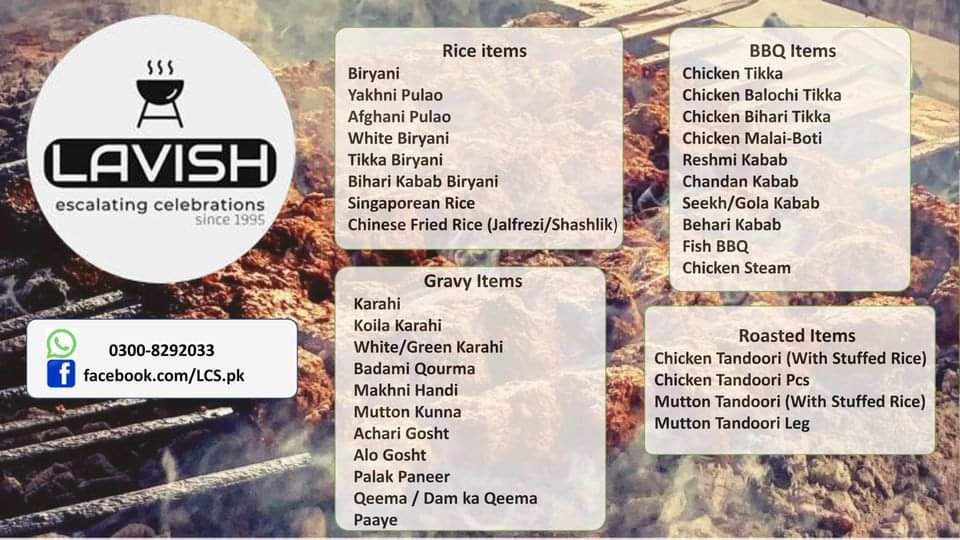 LAVISH
escalating celebrations
since 1995
0300-8292033
facebook.com/LCS.pk
Rice items
Biryani
Yakhni Pulao
Afghani Pulao
White Biryani
Tikka Biryani
Bihari Kabab Biryani
Singaporean Rice
Chinese Fried Rice (Jalfrezi/Shashlik)
Gravy Items
Karahi
Koila Karahi
White/Green Karahi
Badami Qourma
Makhni Handi
Mutton Kunna
Achari Gosht
Alo Gosht
Palak Paneer
Qeema / Dam ka Qeema
Paaye
BBQ Items
Chicken Tikka
Chicken Balochi Tikka
Chicken Bihari Tikka
Chicken Malai-Boti
Reshmi Kabab
Chandan Kabab
Seekh/Gola Kabab
Behari Kabab
Fish BBQ
Chicken Steam
Roasted Items
Chicken Tandoori (With Stuffed Rice)
Chicken Tandoori Pcs
Mutton Tandoori (With Stuffed Rice)
Mutton Tandoori Leg